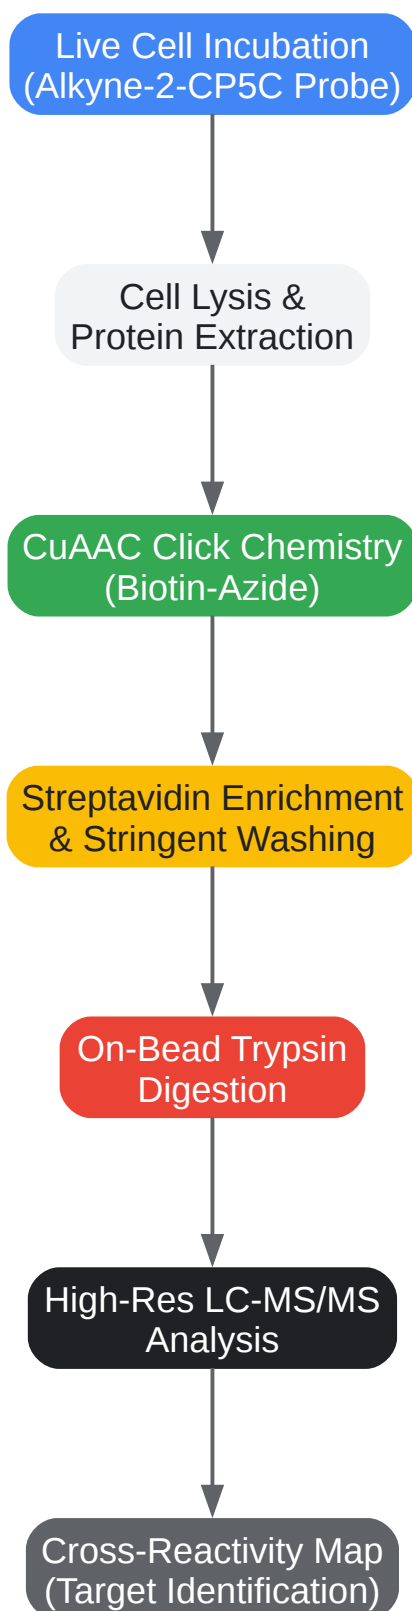 Live Cell Incubation
(Alkyne-2-CP5C Probe)
Cell Lysis &
Protein Extraction
CuAAC Click Chemistry
(Biotin-Azide)
Streptavidin Enrichment
& Stringent Washing
On-Bead Trypsin
Digestion
High-Res LC-MS/MS
Analysis
Cross-Reactivity Map
(Target Identification)